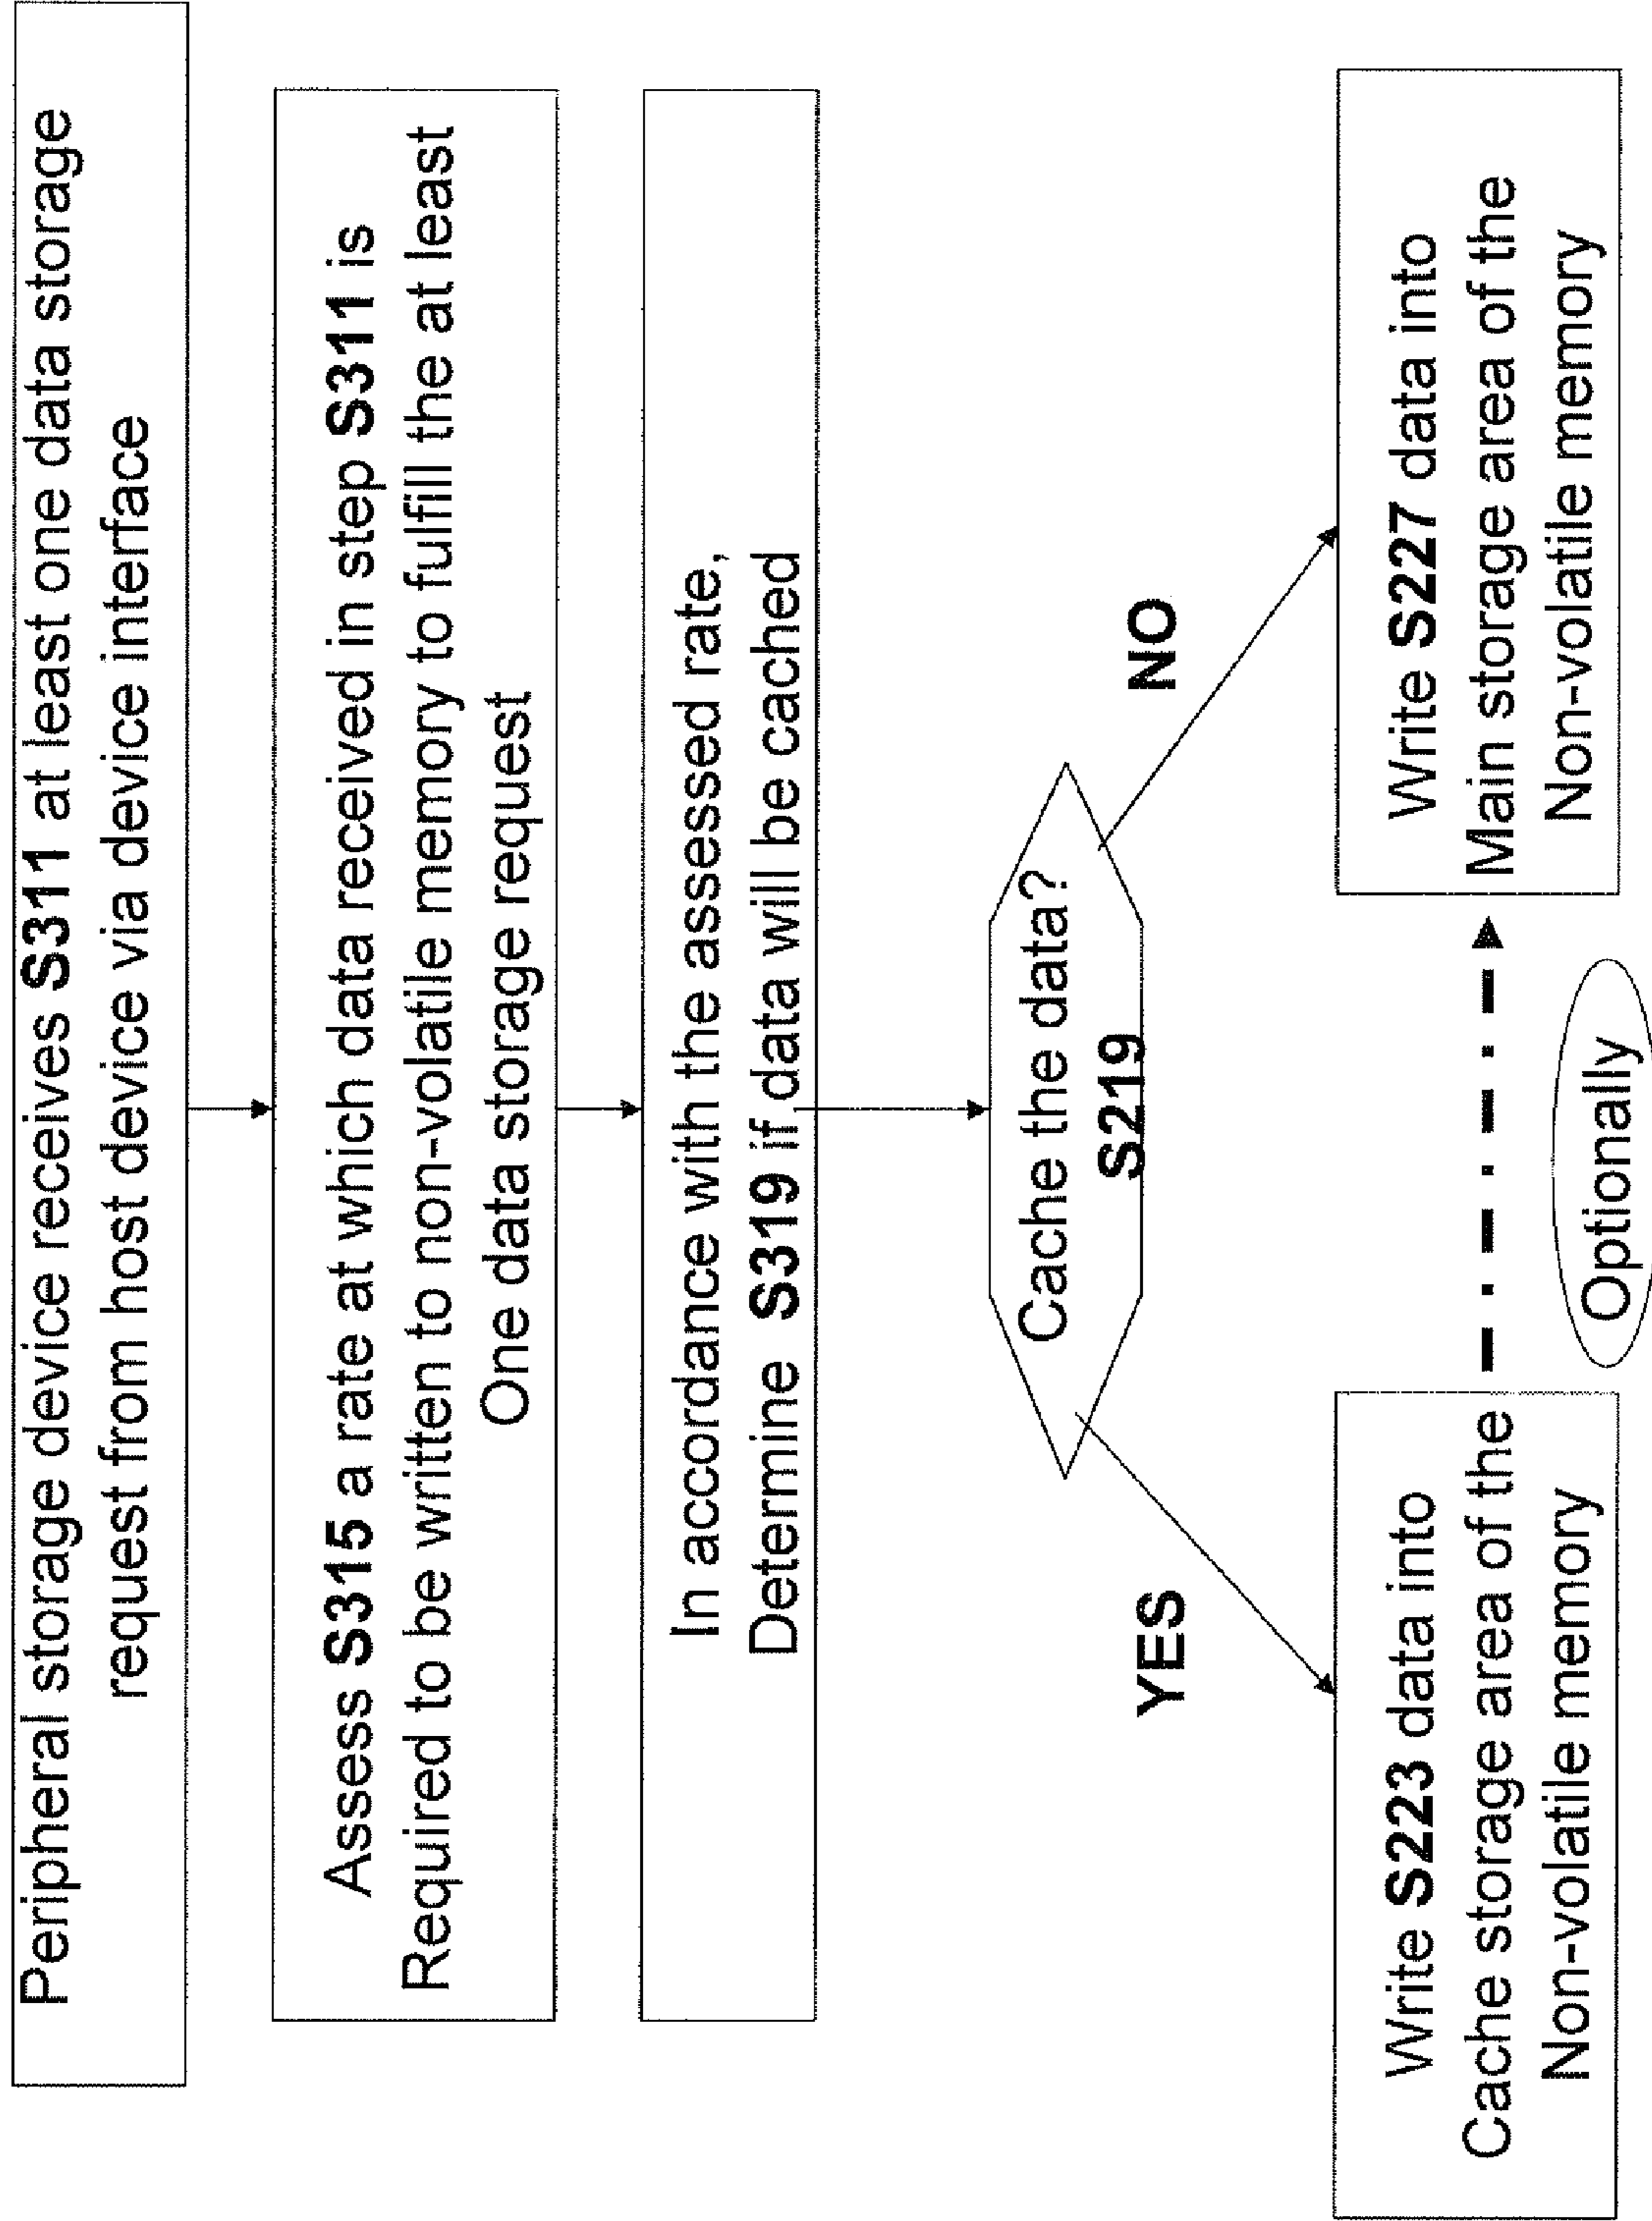 Peripheral storage device receives S311 at least one data storage
request from host device via device interface
Assess S315 a rate at which data received in step S311 is
Required to be written to non-volatile memory to fulfill the at least
One data storage request
In accordance with the assessed rate,
Determine S319 if data will be cached
Cache the data?
S219
YES
NO
Write S223 data into
Cache storage area of the
Non-volatile memory
Optionally
Write S227 data into
Main storage area of the
Non-volatile memory